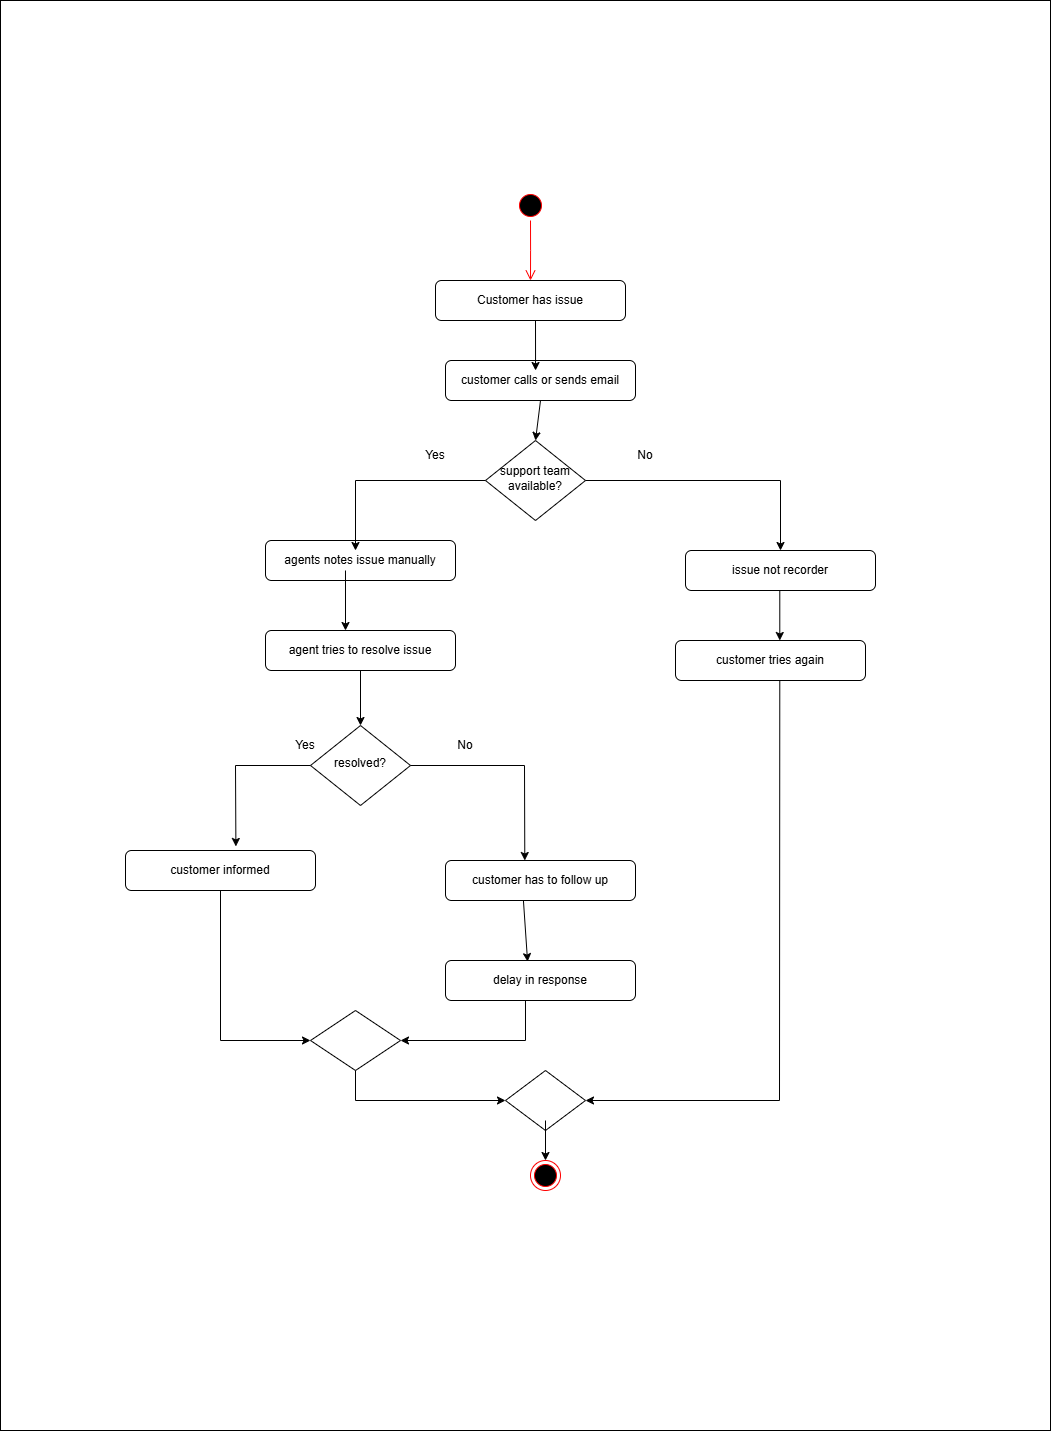 Customer has issue
customer calls or sends email
Yes
No
support team
available?
agents notes issue manually
issue not recorder
agent tries to resolve issue
customer tries again
Yes
No
resolved?
customer informed
customer has to follow up
delay in response